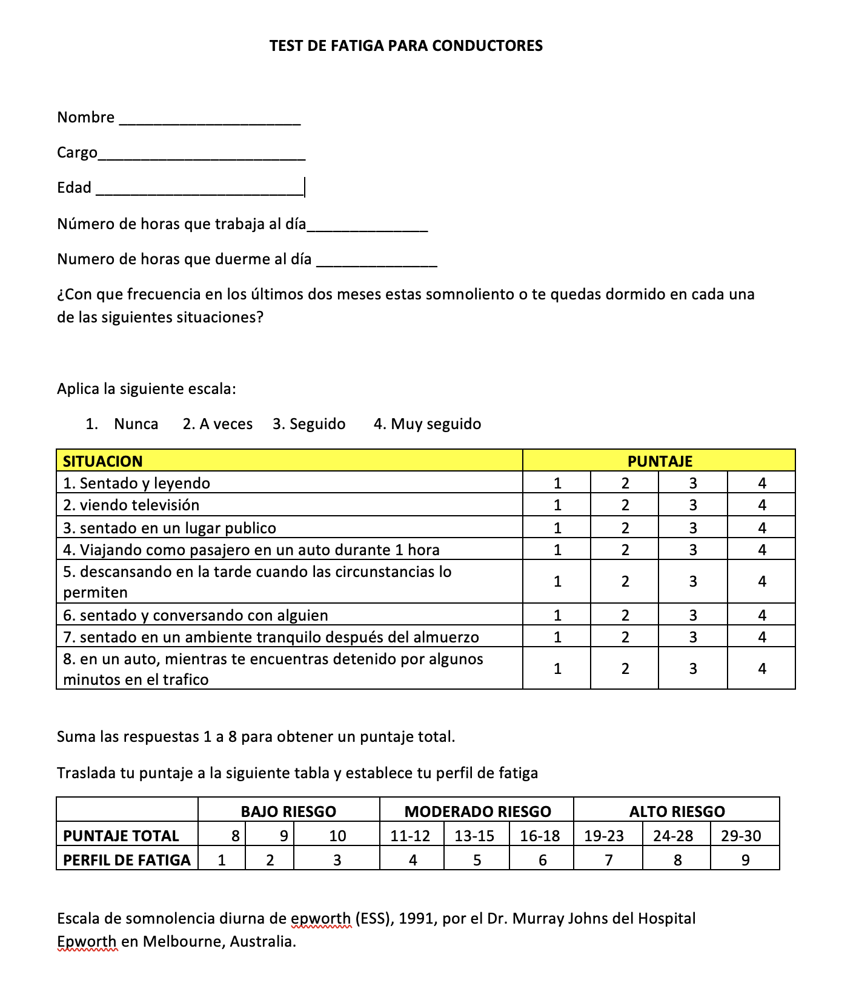 TEST DE FATIGA PARA CONDUCTORES
Nombre _____________________
Cargo________________________
Edad ________________________
Número de horas que trabaja al día______________
Numero de horas que duerme al día ______________
¿Con que frecuencia en los últimos dos meses estas somnoliento o te quedas dormido en cada una
de las siguientes situaciones?
Aplica la siguiente escala:
1. Nunca 2. A veces 3. Seguido 4. Muy seguido
SITUACION PUNTAJE
1. Sentado y leyendo 1 2 3 4
2. viendo televisión 1 2 3 4
3. sentado en un lugar publico 1 2 3 4
4. Viajando como pasajero en un auto durante 1 hora 1 2 3 4
5. descansando en la tarde cuando las circunstancias lo
permiten 1 2 3 4
6. sentado y conversando con alguien 1 2 3 4
7. sentado en un ambiente tranquilo después del almuerzo 1 2 3 4
8. en un auto, mientras te encuentras detenido por algunos
minutos en el trafico 1 2 3 4
Suma las respuestas 1 a 8 para obtener un puntaje total.
Traslada tu puntaje a la siguiente tabla y establece tu perfil de fatiga
BAJO RIESGO MODERADO RIESGO ALTO RIESGO
PUNTAJE TOTAL 8 9 10 11-12 13-15 16-18 19-23 24-28 29-30
PERFIL DE FATIGA 1 2 3 4 5 6 7 8 9
Escala de somnolencia diurna de epworth (ESS), 1991, por el Dr. Murray Johns del Hospital
Epworth en Melbourne, Australia.